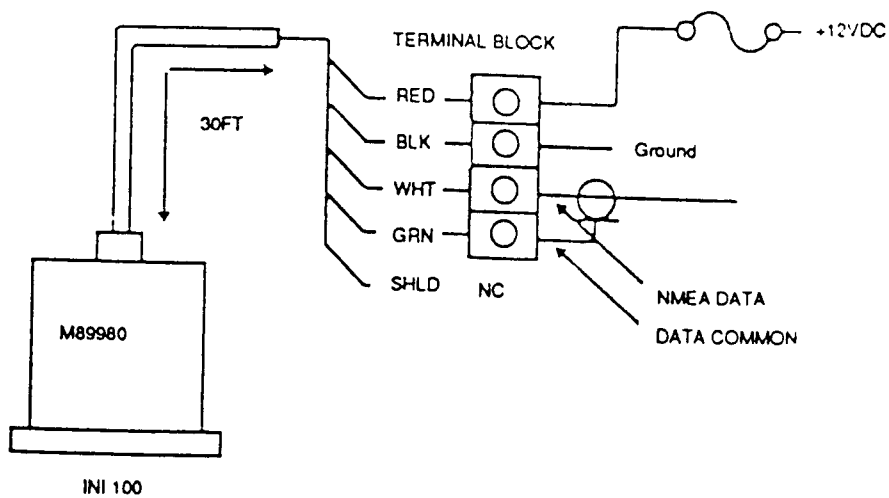 TERMINAL BLOCK
+12VDC
RED
30FT
BLK
Ground
WHT
GRN
SHLD
NC
NMEA DATA
M89980
DATA COMMON
INI 100